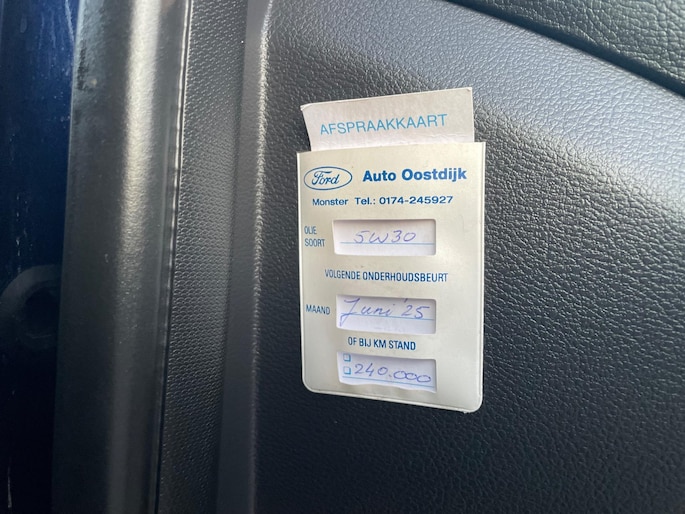 AFSPRAAKKAART
Ford Auto Oostdijk
Monster Tel.: 0174-245927
OLIE SOORT 5W30
VOLGENDE ONDERHOUDSBEURT
MAAND Juni '25
OF BIJ KM STAND
240.000